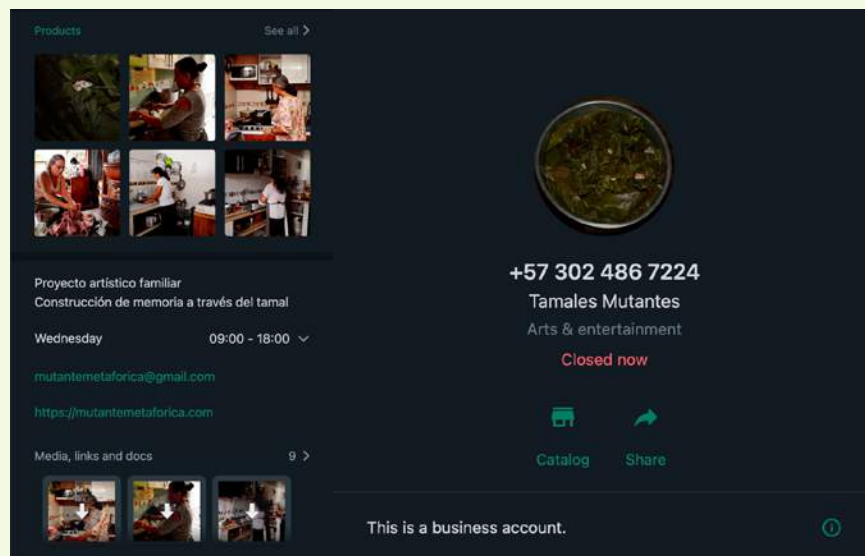 Products
See all >
Proyecto artístico familiar
Construcción de memoria a través del tamal
Wednesday 09:00 - 18:00
mutantemetaforica@gmail.com
https://mutantemetaforica.com
Media, links and docs 9 >
+57 302 486 7224
Tamales Mutantes
Arts & entertainment
Closed now
Catalog
Share
This is a business account.